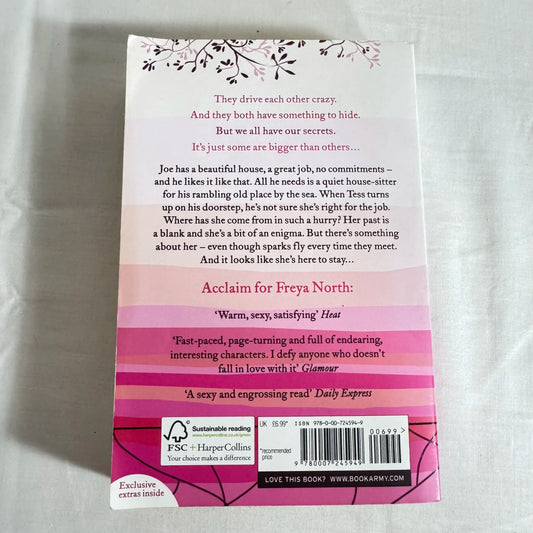 They drive each other crazy.
And they both have something to hide.
But we all have our secrets.
It's just some are bigger than others…
Joe has a beautiful house, a great job, no commitments –
and he likes it like that. All he needs is a quiet house-sitter
for his rambling old place by the sea. When Tess turns
up on his doorstep, he's not sure she's right for the job.
Where has she come from in such a hurry? Her past is
a blank and she's a bit of an enigma. But there's something
about her – even though sparks fly every time they meet.
And it looks like she's here to stay…
Acclaim for Freya North:
'Warm, sexy, satisfying' Heat
'Fast-paced, page-turning and full of endearing,
interesting characters. I defy anyone who doesn't
fall in love with it' Glamour
'A sexy and engrossing read' Daily Express
Sustainable reading
www.harpercollins.co.uk/green
FSC + HarperCollins
Your choice makes a difference
Exclusive
extras inside
UK £6.99*
*recommended
price
ISBN 978-0-00-724594-9
00699>
9 780007 245949
LOVE THIS BOOK? WWW.BOOKARMY.COM